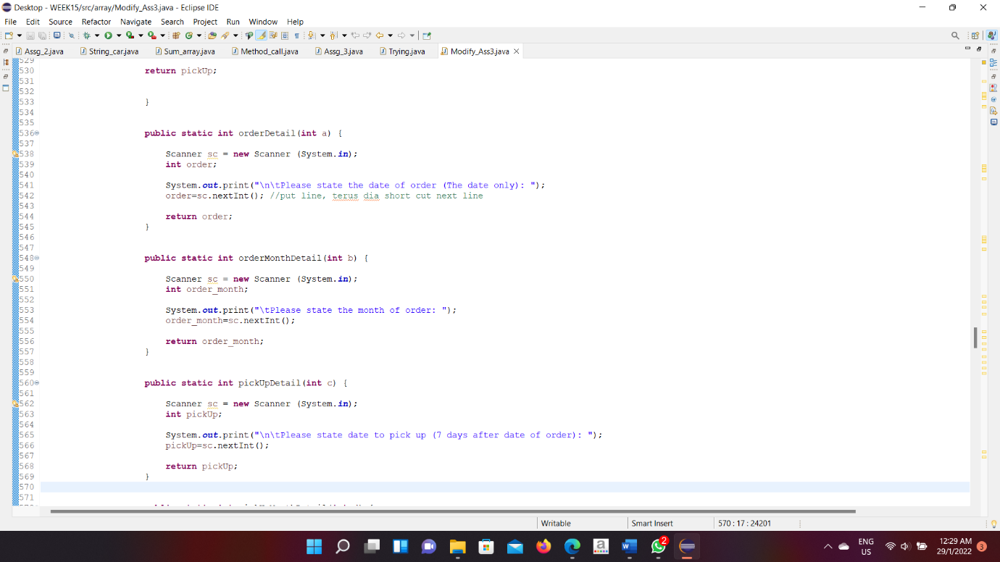 Desktop - WEEK15/src/array/Modify_Ass3.java - Eclipse IDE
File Edit Source Refactor Navigate Search Project Run Window Help
Assg_2.java String_car.java Sum_array.java Method_call.java Assg_3.java Trying.java Modify_Ass3.java
529
530 return pickUp;
531
532
533 }
534
535
536 public static int orderDetail(int a) {
537
538 Scanner sc = new Scanner (System.in);
539 int order;
540
541 System.out.print("\n\tPlease state the date of order (The date only): ");
542 order=sc.nextInt(); //put line, terus dia short cut next line
543
544 return order;
545 }
546
547
548 public static int orderMonthDetail(int b) {
549
550 Scanner sc = new Scanner (System.in);
551 int order_month;
552
553 System.out.print("\tPlease state the month of order: ");
554 order_month=sc.nextInt();
555
556 return order_month;
557 }
558
559
560 public static int pickUpDetail(int c) {
561
562 Scanner sc = new Scanner (System.in);
563 int pickUp;
564
565 System.out.print("\n\tPlease state date to pick up (7 days after date of order): ");
566 pickUp=sc.nextInt();
567
568 return pickUp;
569 }
570
571
Writable Smart Insert 570 : 17 : 24201
2
ENG
US
12:29 AM
29/1/2022
3